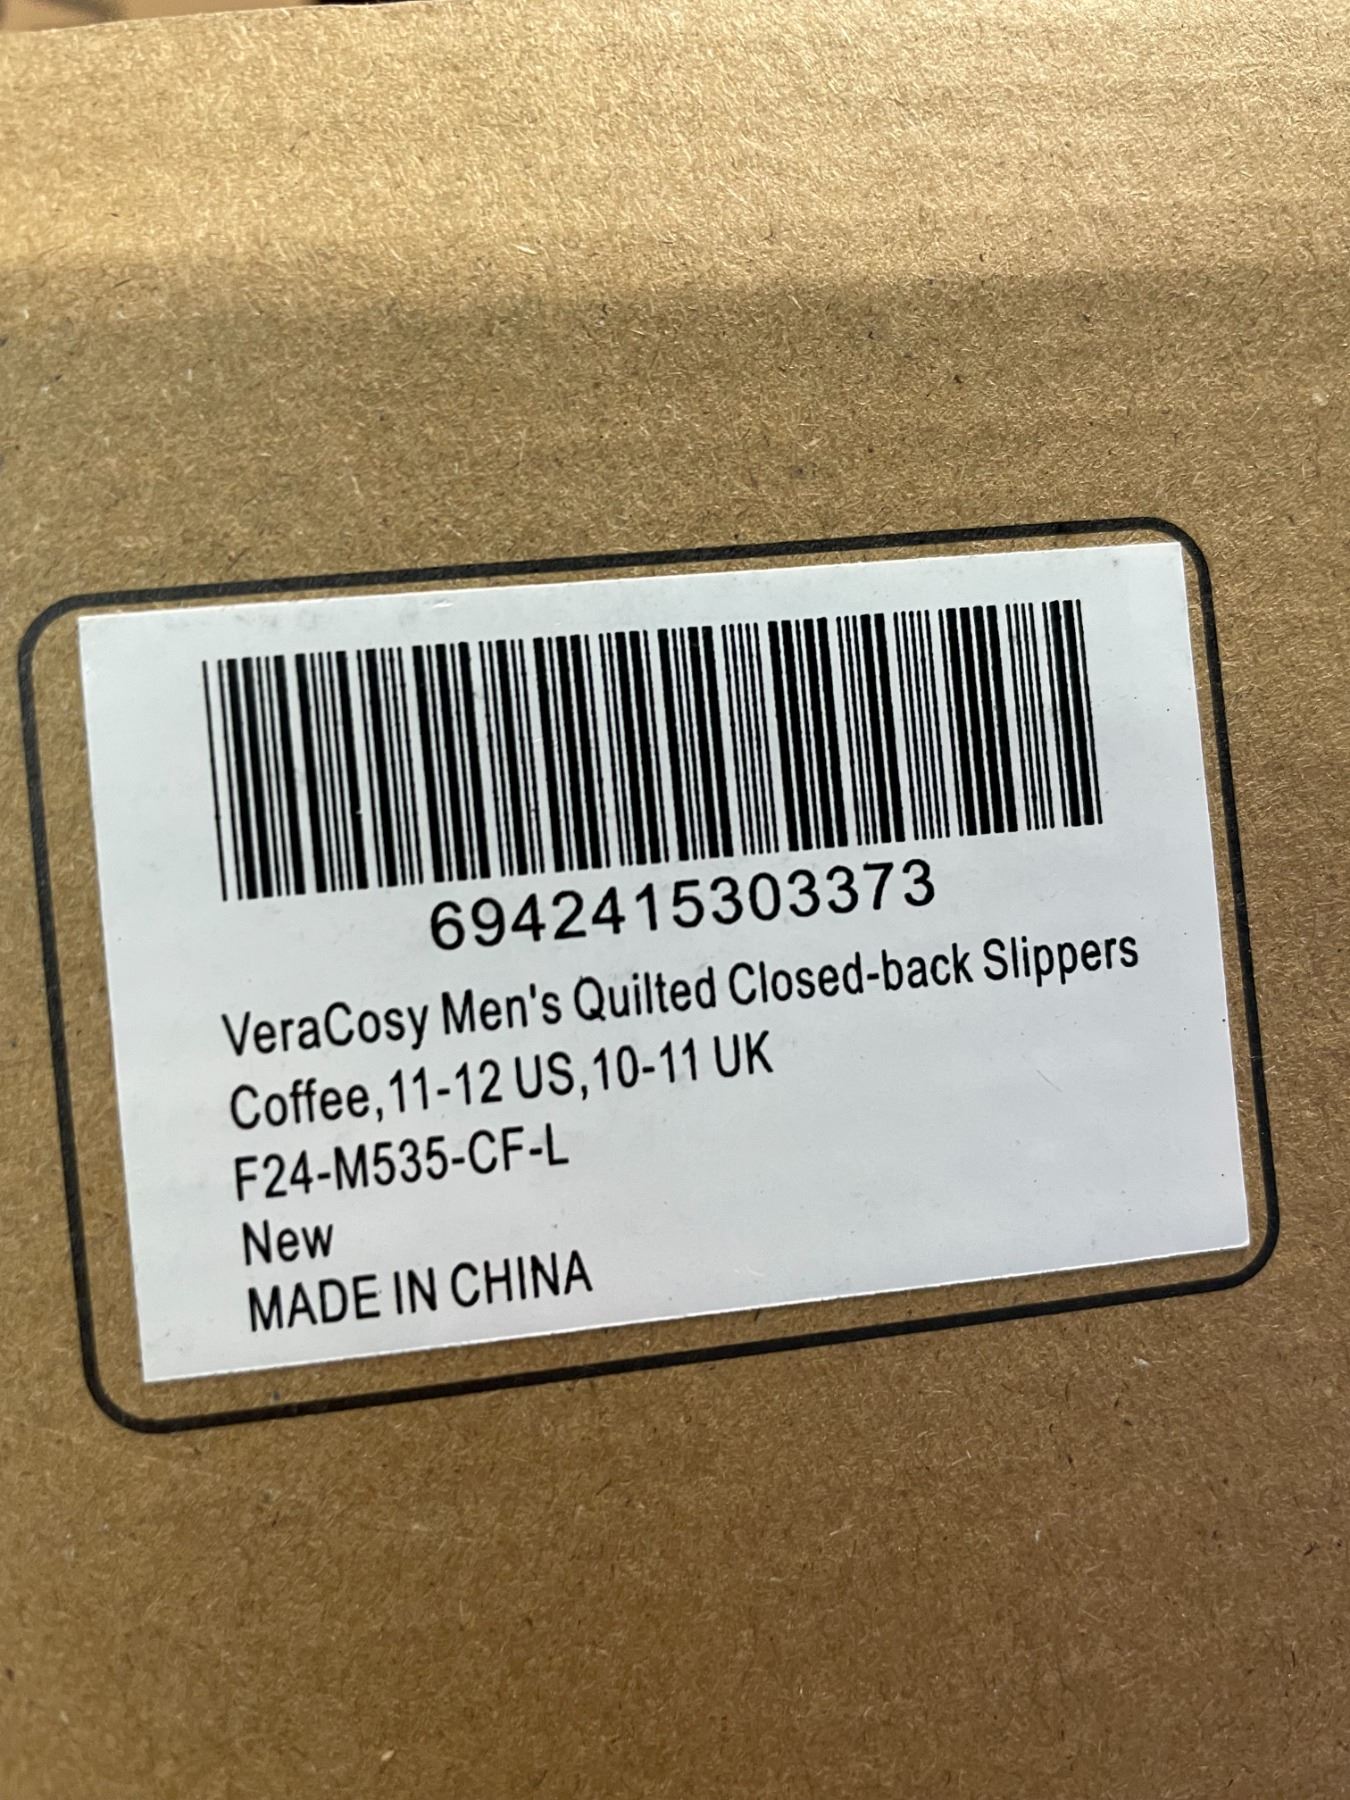 6942415303373
VeraCosy Men's Quilted Closed-back Slippers
Coffee,11-12 US,10-11 UK
F24-M535-CF-L
New
MADE IN CHINA